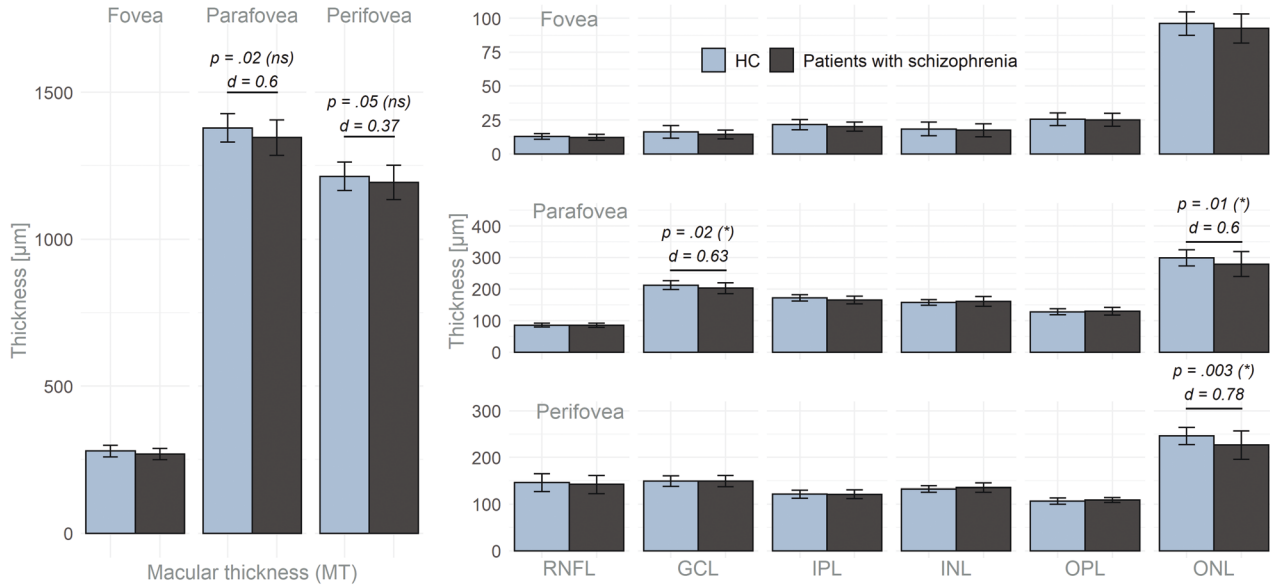 Fovea
Parafovea
Perifovea
p = .02 (ns)
d = 0.6
p = .05 (ns)
d = 0.37
1500
1000
500
0
Thickness [µm]
Macular thickness (MT)
Fovea
HC
Patients with schizophrenia
100
75
50
25
0
Parafovea
p = .02 (*)
d = 0.63
p = .01 (*)
d = 0.6
400
300
200
100
0
Thickness [µm]
Perifovea
p = .003 (*)
d = 0.78
300
200
100
0
RNFL
GCL
IPL
INL
OPL
ONL